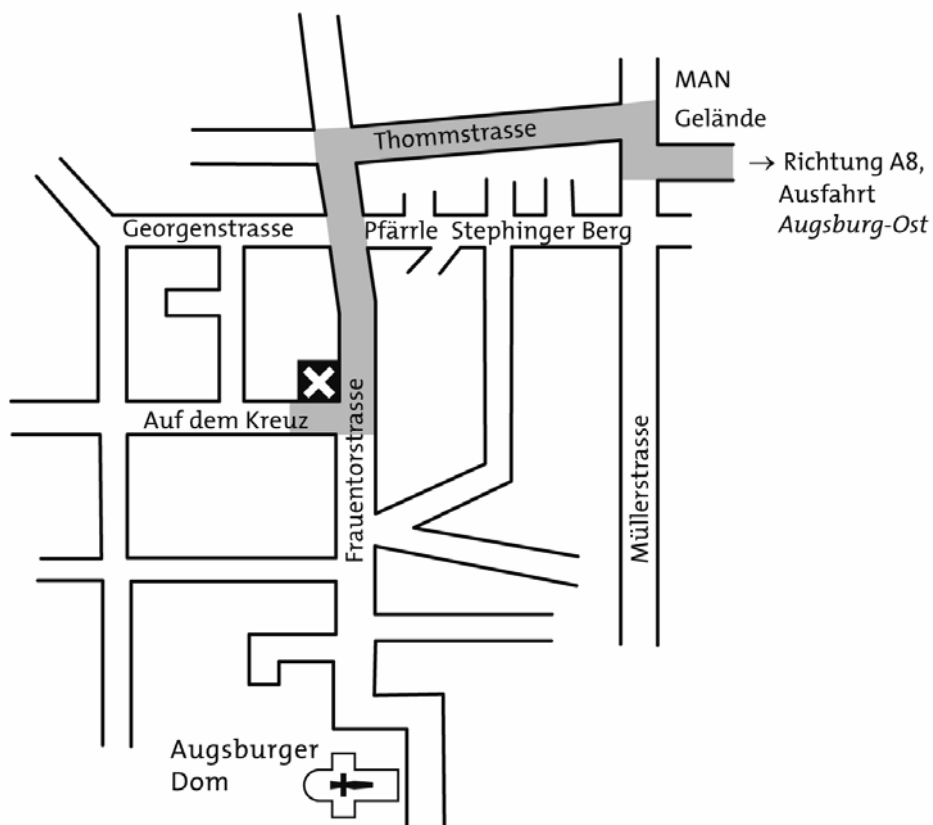 MAN
Gelände
Thommstrasse
→ Richtung A8,
Ausfahrt
Augsburg-Ost
Georgenstrasse
Pfärrle
Stephinger Berg
Auf dem Kreuz
Frauentorstrasse
Müllerstrasse
Augsburger
Dom